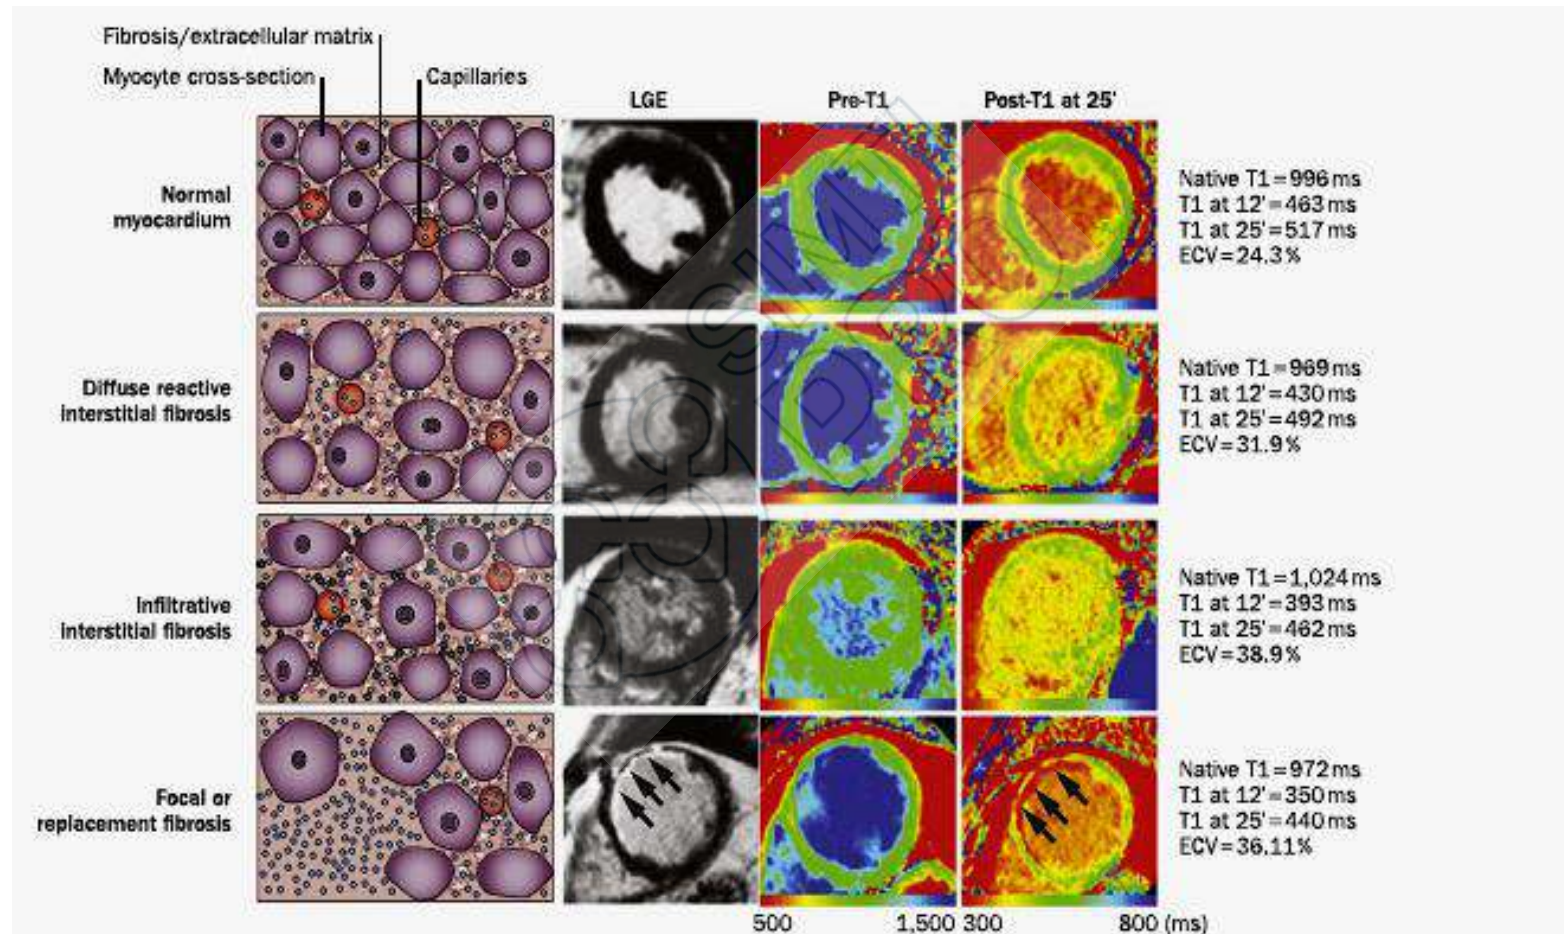 Fibrosis/extracellular matrix
Myocyte cross-section
Capillaries
LGE
Pre-T1
Post-T1 at 25'
Normal
myocardium
Native T1=996 ms
T1 at 12'=463 ms
T1 at 25'=517 ms
ECV=24.3%
Diffuse reactive
interstitial fibrosis
Native T1=969 ms
T1 at 12'=430 ms
T1 at 25'=492 ms
ECV=31.9%
Infiltrative
interstitial fibrosis
Native T1=1,024 ms
T1 at 12'=393 ms
T1 at 25'=462 ms
ECV=38.9%
Focal or
replacement fibrosis
Native T1=972 ms
T1 at 12'=350 ms
T1 at 25'=440 ms
ECV=36.11%
500
1,500
300
800 (ms)